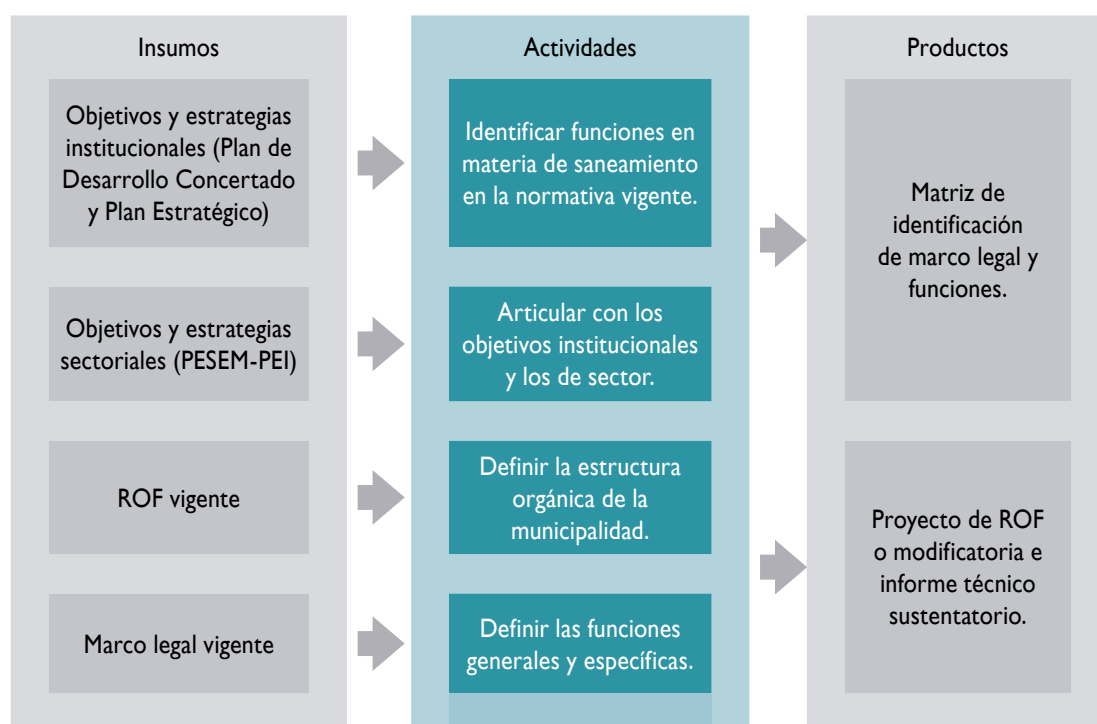 Insumos
Objetivos y estrategias
institucionales (Plan de
Desarrollo Concertado
y Plan Estratégico)
Objetivos y estrategias
sectoriales (PESEM-PEI)
ROF vigente
Marco legal vigente
Actividades
Identificar funciones en
materia de saneamiento
en la normativa vigente.
Articular con los
objetivos institucionales
y los de sector.
Definir la estructura
orgánica de la
municipalidad.
Definir las funciones
generales y específicas.
Productos
Matriz de
identificación
de marco legal y
funciones.
Proyecto de ROF
o modificatoria e
informe técnico
sustentatorio.